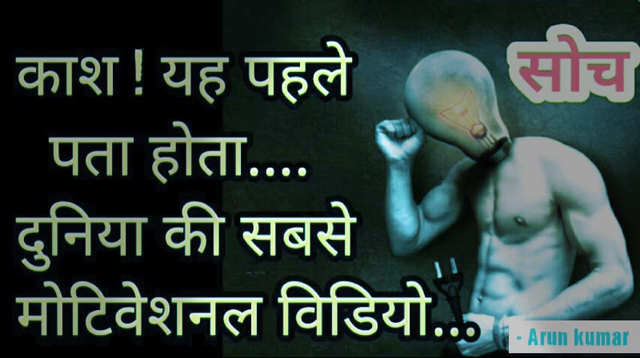 काश ! यह पहले
सोच
पता होता....
दुनिया की सबसे
मोटिवेशनल विडियो...
- Arun kumar